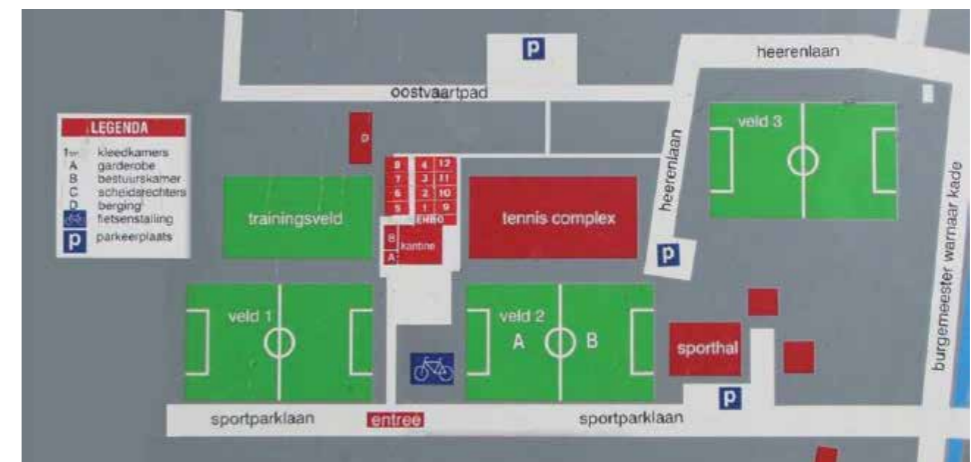 P
heerenlaan
oostvaartpad
LEGENDA
kleedkamers
A garderobe
B bestuurskamer
C scheidsrechters
D berging
fietsenstalling
P parkeerplaats
D
8 4 12
7 3 11
6 2 10
5 1 9
EHBO
B
A
kantine
trainingsveld
tennis complex
heerenlaan
P
veld 3
burgemeester warnaar kade
veld 1
veld 2
A B
sporthal
P
sportparklaan
entree
sportparklaan